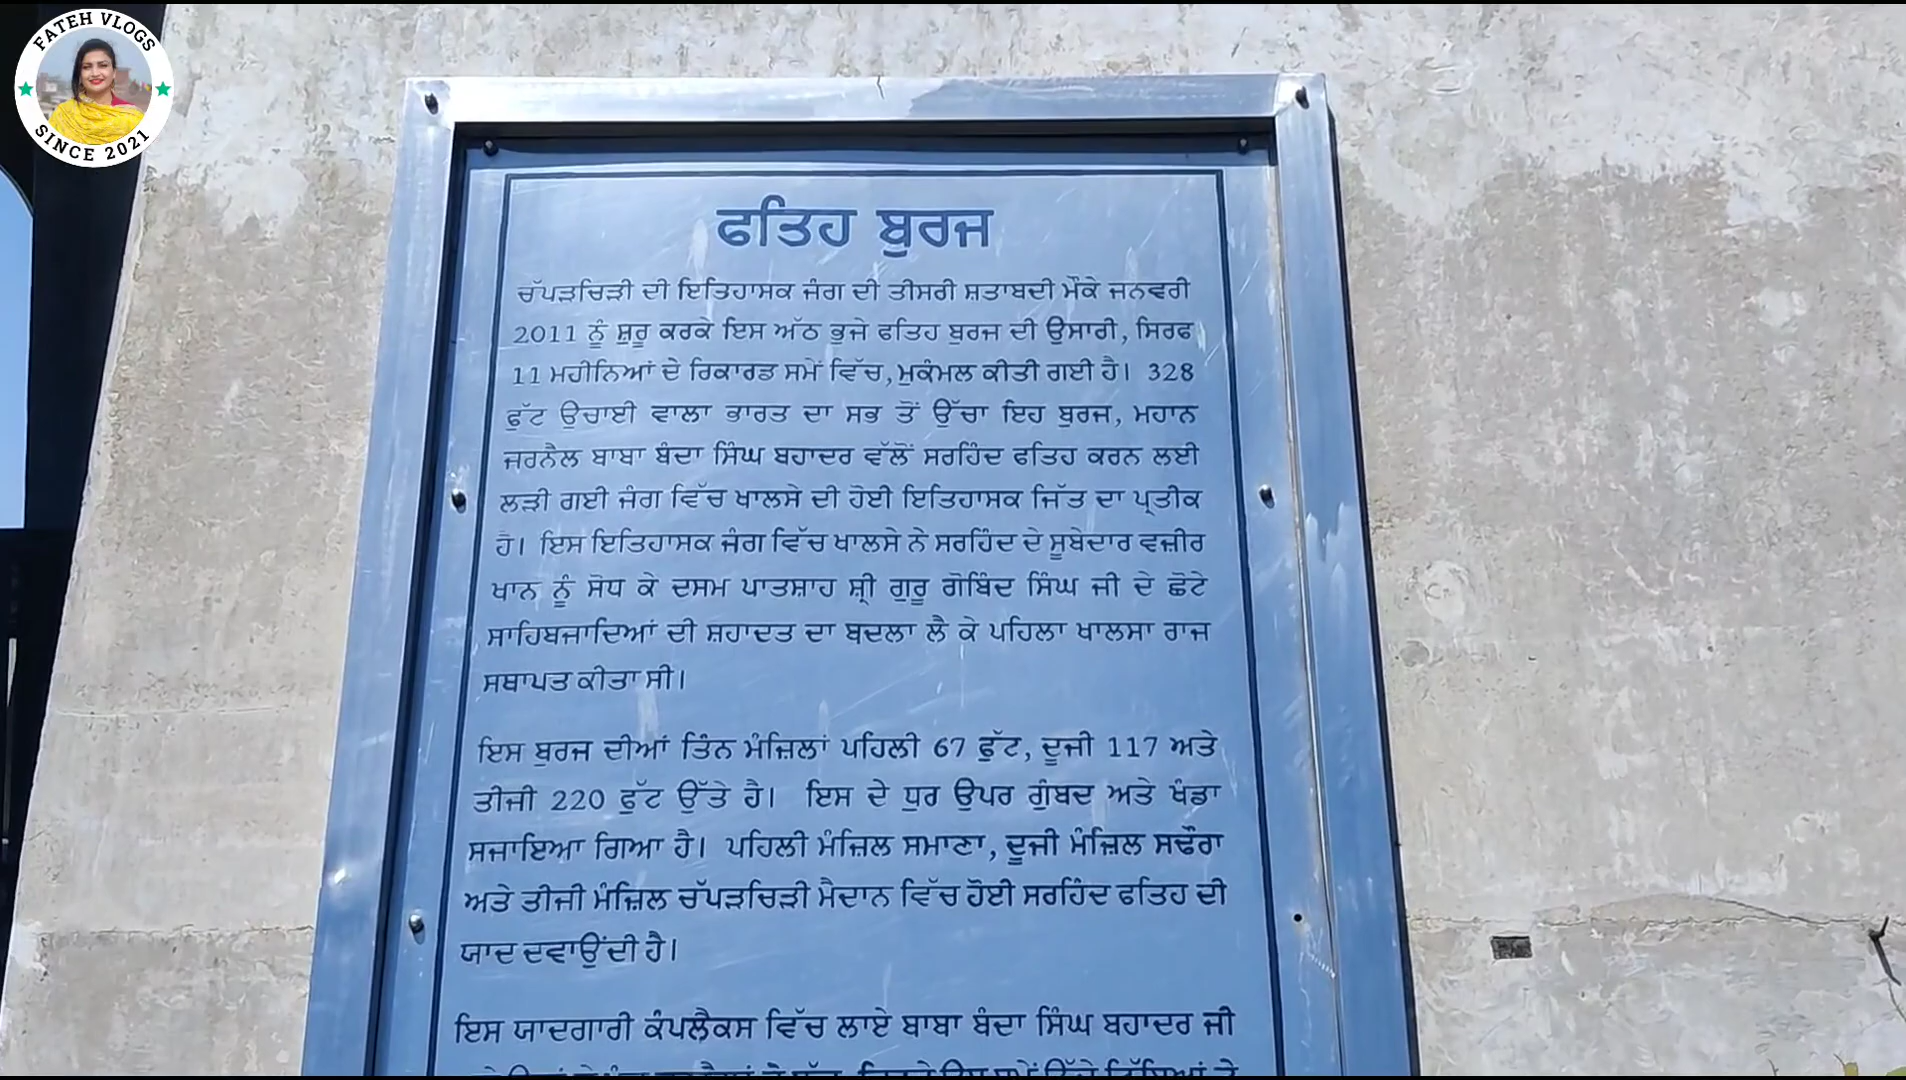 FATEH VLOGS
SINCE 2021
ਫਤਿਹ ਬੁਰਜ
ਚੱਪੜਚਿੜੀ ਦੀ ਇਤਿਹਾਸਕ ਜੰਗ ਦੀ ਤੀਸਰੀ ਸ਼ਤਾਬਦੀ ਮੌਕੇ ਜਨਵਰੀ
2011 ਨੂੰ ਸ਼ੁਰੂ ਕਰਕੇ ਇਸ ਅੱਠ ਭੁਜੇ ਫਤਿਹ ਬੁਰਜ ਦੀ ਉਸਾਰੀ, ਸਿਰਫ
11 ਮਹੀਨਿਆਂ ਦੇ ਰਿਕਾਰਡ ਸਮੇਂ ਵਿੱਚ, ਮੁਕੰਮਲ ਕੀਤੀ ਗਈ ਹੈ। 328
ਫੁੱਟ ਉਚਾਈ ਵਾਲਾ ਭਾਰਤ ਦਾ ਸਭ ਤੋਂ ਉੱਚਾ ਇਹ ਬੁਰਜ, ਮਹਾਨ
ਜਰਨੈਲ ਬਾਬਾ ਬੰਦਾ ਸਿੰਘ ਬਹਾਦਰ ਵੱਲੋਂ ਸਰਹਿੰਦ ਫਤਿਹ ਕਰਨ ਲਈ
ਲੜੀ ਗਈ ਜੰਗ ਵਿੱਚ ਖਾਲਸੇ ਦੀ ਹੋਈ ਇਤਿਹਾਸਕ ਜਿੱਤ ਦਾ ਪ੍ਰਤੀਕ
ਹੈ। ਇਸ ਇਤਿਹਾਸਕ ਜੰਗ ਵਿੱਚ ਖਾਲਸੇ ਨੇ ਸਰਹਿੰਦ ਦੇ ਸੂਬੇਦਾਰ ਵਜ਼ੀਰ
ਖਾਨ ਨੂੰ ਸੋਧ ਕੇ ਦਸਮ ਪਾਤਸ਼ਾਹ ਸ਼੍ਰੀ ਗੁਰੂ ਗੋਬਿੰਦ ਸਿੰਘ ਜੀ ਦੇ ਛੋਟੇ
ਸਾਹਿਬਜਾਦਿਆਂ ਦੀ ਸ਼ਹਾਦਤ ਦਾ ਬਦਲਾ ਲੈ ਕੇ ਪਹਿਲਾ ਖਾਲਸਾ ਰਾਜ
ਸਥਾਪਤ ਕੀਤਾ ਸੀ।
ਇਸ ਬੁਰਜ ਦੀਆਂ ਤਿੰਨ ਮੰਜ਼ਿਲਾਂ ਪਹਿਲੀ 67 ਫੁੱਟ, ਦੂਜੀ 117 ਅਤੇ
ਤੀਜੀ 220 ਫੁੱਟ ਉੱਤੇ ਹੈ। ਇਸ ਦੇ ਧੁਰ ਉਪਰ ਗੁੰਬਦ ਅਤੇ ਖੰਡਾ
ਸਜਾਇਆ ਗਿਆ ਹੈ। ਪਹਿਲੀ ਮੰਜ਼ਿਲ ਸਮਾਣਾ, ਦੂਜੀ ਮੰਜ਼ਿਲ ਸਢੌਰਾ
ਅਤੇ ਤੀਜੀ ਮੰਜ਼ਿਲ ਚੱਪੜਚਿੜੀ ਮੈਦਾਨ ਵਿੱਚ ਹੋਈ ਸਰਹਿੰਦ ਫਤਿਹ ਦੀ
ਯਾਦ ਦਵਾਉਂਦੀ ਹੈ।
ਇਸ ਯਾਦਗਾਰੀ ਕੰਪਲੈਕਸ ਵਿੱਚ ਲਾਏ ਬਾਬਾ ਬੰਦਾ ਸਿੰਘ ਬਹਾਦਰ ਜੀ